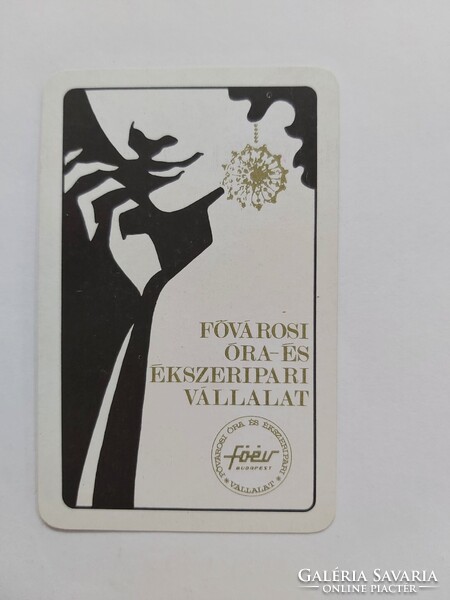 FŐVÁROSI
ÓRA-ÉS
ÉKSZERIPARI
VÁLLALAT
FŐVÁROSI ÓRA ÉS ÉKSZERIPARI
VÁLLALAT
főév
BUDAPEST
GALÉRIA SAVARIA
ONLINE PIACTÉR